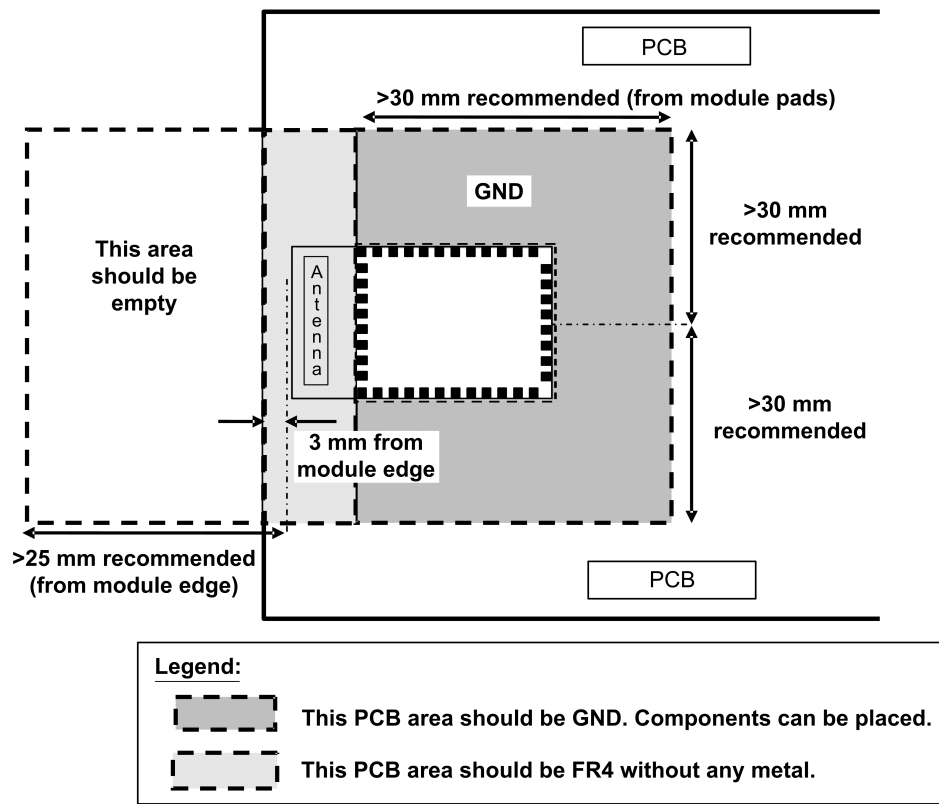 PCB
>30 mm recommended (from module pads)
GND
>30 mm
recommended
This area
should be
empty
Antenna
>30 mm
recommended
3 mm from
module edge
>25 mm recommended
(from module edge)
PCB
Legend:
This PCB area should be GND. Components can be placed.
This PCB area should be FR4 without any metal.